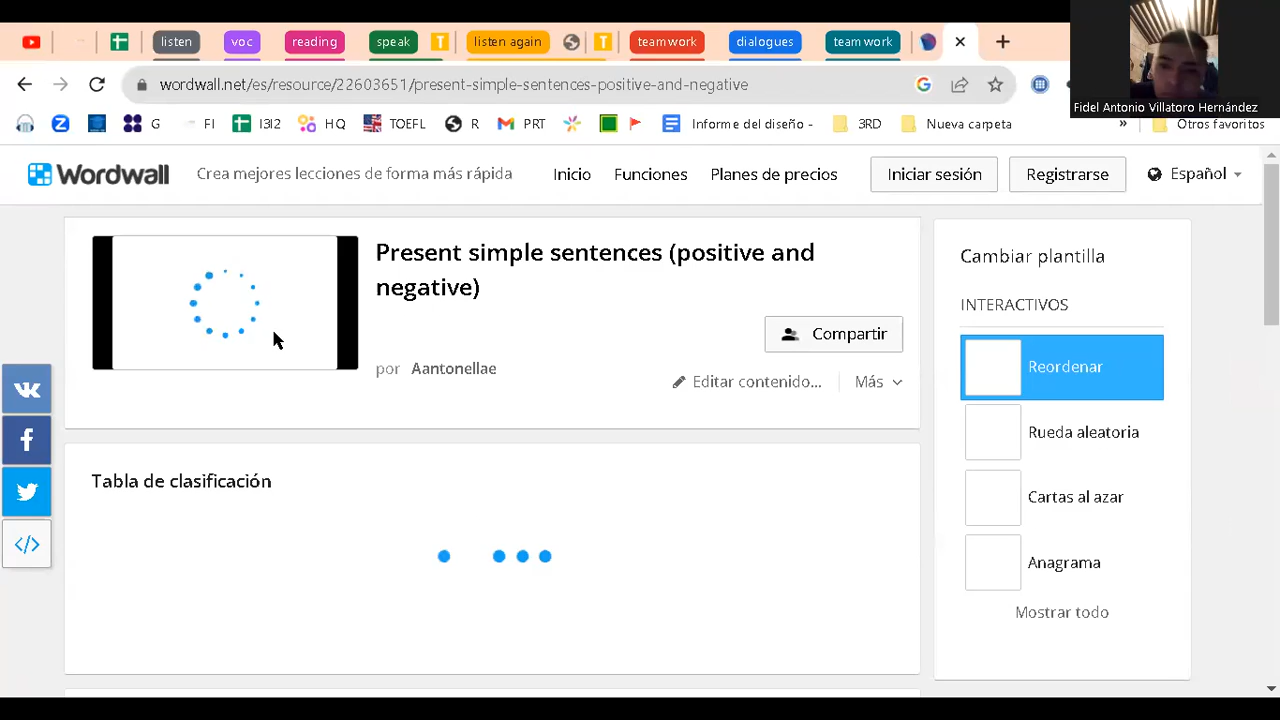 listen
voc
reading
speak
listen again
team work
dialogues
team work
wordwall.net/es/resource/22603651/present-simple-sentences-positive-and-negative
Fidel Antonio Villatoro Hernández
G
FI
I3I2
HQ
TOEFL
R
PRT
Informe del diseño -
3RD
Nueva carpeta
»
Otros favoritos
Wordwall
Crea mejores lecciones de forma más rápida
Inicio
Funciones
Planes de precios
Iniciar sesión
Registrarse
Español
Present simple sentences (positive and
negative)
Compartir
por Aantonellae
Editar contenido...
Más
Cambiar plantilla
INTERACTIVOS
Reordenar
Rueda aleatoria
Cartas al azar
Anagrama
Mostrar todo
Tabla de clasificación